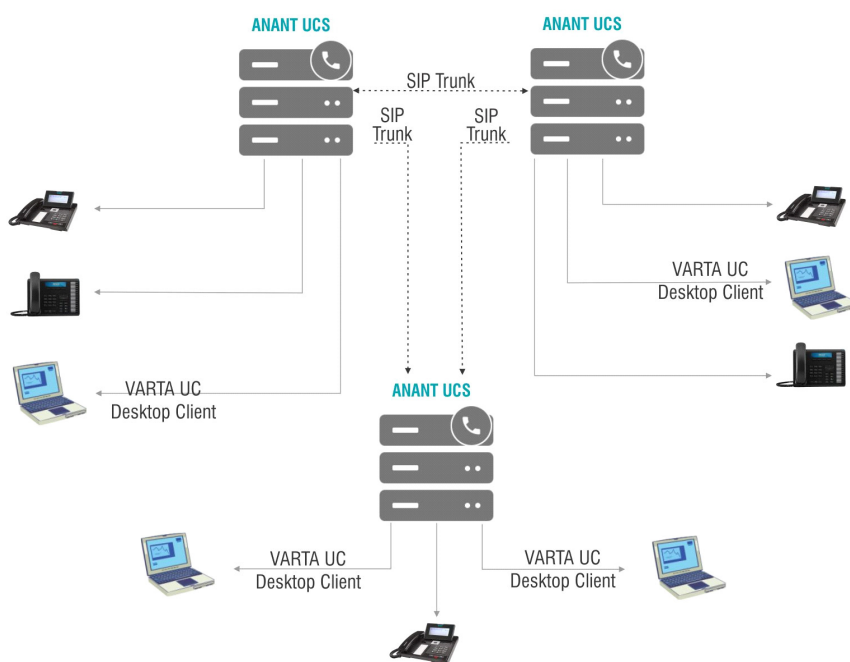 ANANT UCS
ANANT UCS
SIP Trunk
SIP
Trunk
SIP
Trunk
VARTA UC
Desktop Client
VARTA UC
Desktop Client
ANANT UCS
VARTA UC
Desktop Client
VARTA UC
Desktop Client